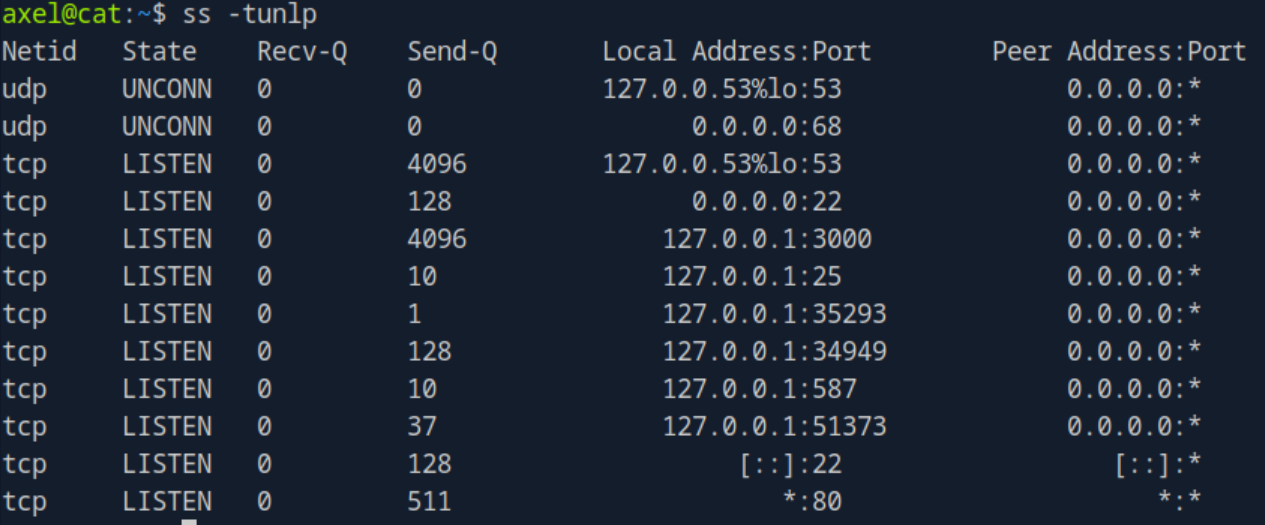 axel@cat:~$ ss -tunlp
Netid State Recv-Q Send-Q Local Address:Port Peer Address:Port
udp UNCONN 0 0 127.0.0.53%lo:53 0.0.0.0:*
udp UNCONN 0 0 0.0.0.0:68 0.0.0.0:*
tcp LISTEN 0 4096 127.0.0.53%lo:53 0.0.0.0:*
tcp LISTEN 0 128 0.0.0.0:22 0.0.0.0:*
tcp LISTEN 0 4096 127.0.0.1:3000 0.0.0.0:*
tcp LISTEN 0 10 127.0.0.1:25 0.0.0.0:*
tcp LISTEN 0 1 127.0.0.1:35293 0.0.0.0:*
tcp LISTEN 0 128 127.0.0.1:34949 0.0.0.0:*
tcp LISTEN 0 10 127.0.0.1:587 0.0.0.0:*
tcp LISTEN 0 37 127.0.0.1:51373 0.0.0.0:*
tcp LISTEN 0 128 [::]:22 [::]:*
tcp LISTEN 0 511 *:80 *:*